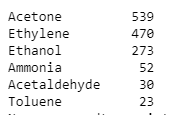 Acetone 539
Ethylene 470
Ethanol 273
Ammonia 52
Acetaldehyde 30
Toluene 23